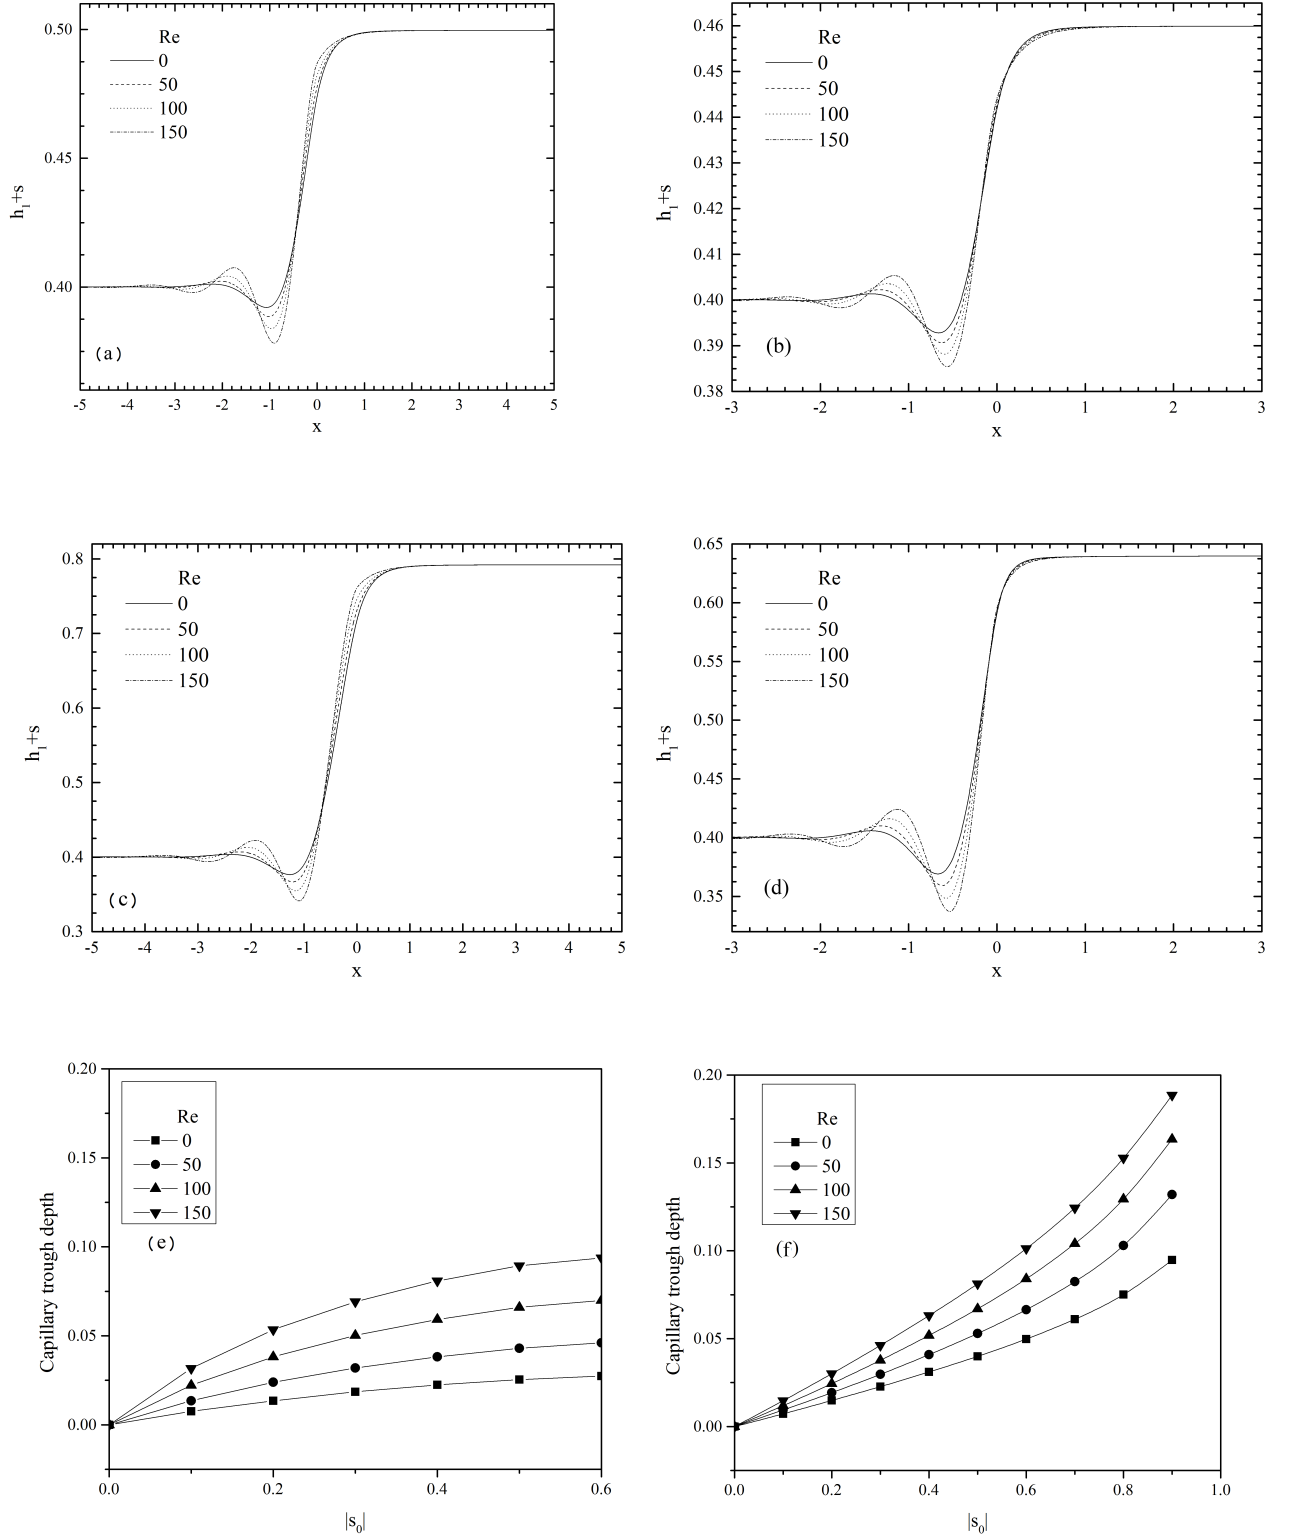 0.50
0.45
0.40
h1+s
Re
0
50
100
150
(a)
-5 -4 -3 -2 -1 0 1 2 3 4 5
x
0.46
0.45
0.44
0.43
0.42
0.41
0.40
0.39
0.38
h1+s
Re
0
50
100
150
(b)
-3 -2 -1 0 1 2 3
x
0.8
0.7
0.6
0.5
0.4
0.3
h1+s
Re
0
50
100
150
(c)
-5 -4 -3 -2 -1 0 1 2 3 4 5
x
0.65
0.60
0.55
0.50
0.45
0.40
0.35
h1+s
Re
0
50
100
150
(d)
-3 -2 -1 0 1 2 3
x
0.20
0.15
0.10
0.05
0.00
Capillary trough depth
Re
0
50
100
150
(e)
0.0 0.2 0.4 0.6
|s0|
0.20
0.15
0.10
0.05
0.00
Capillary trough depth
Re
0
50
100
150
(f)
0.0 0.2 0.4 0.6 0.8 1.0
|s0|